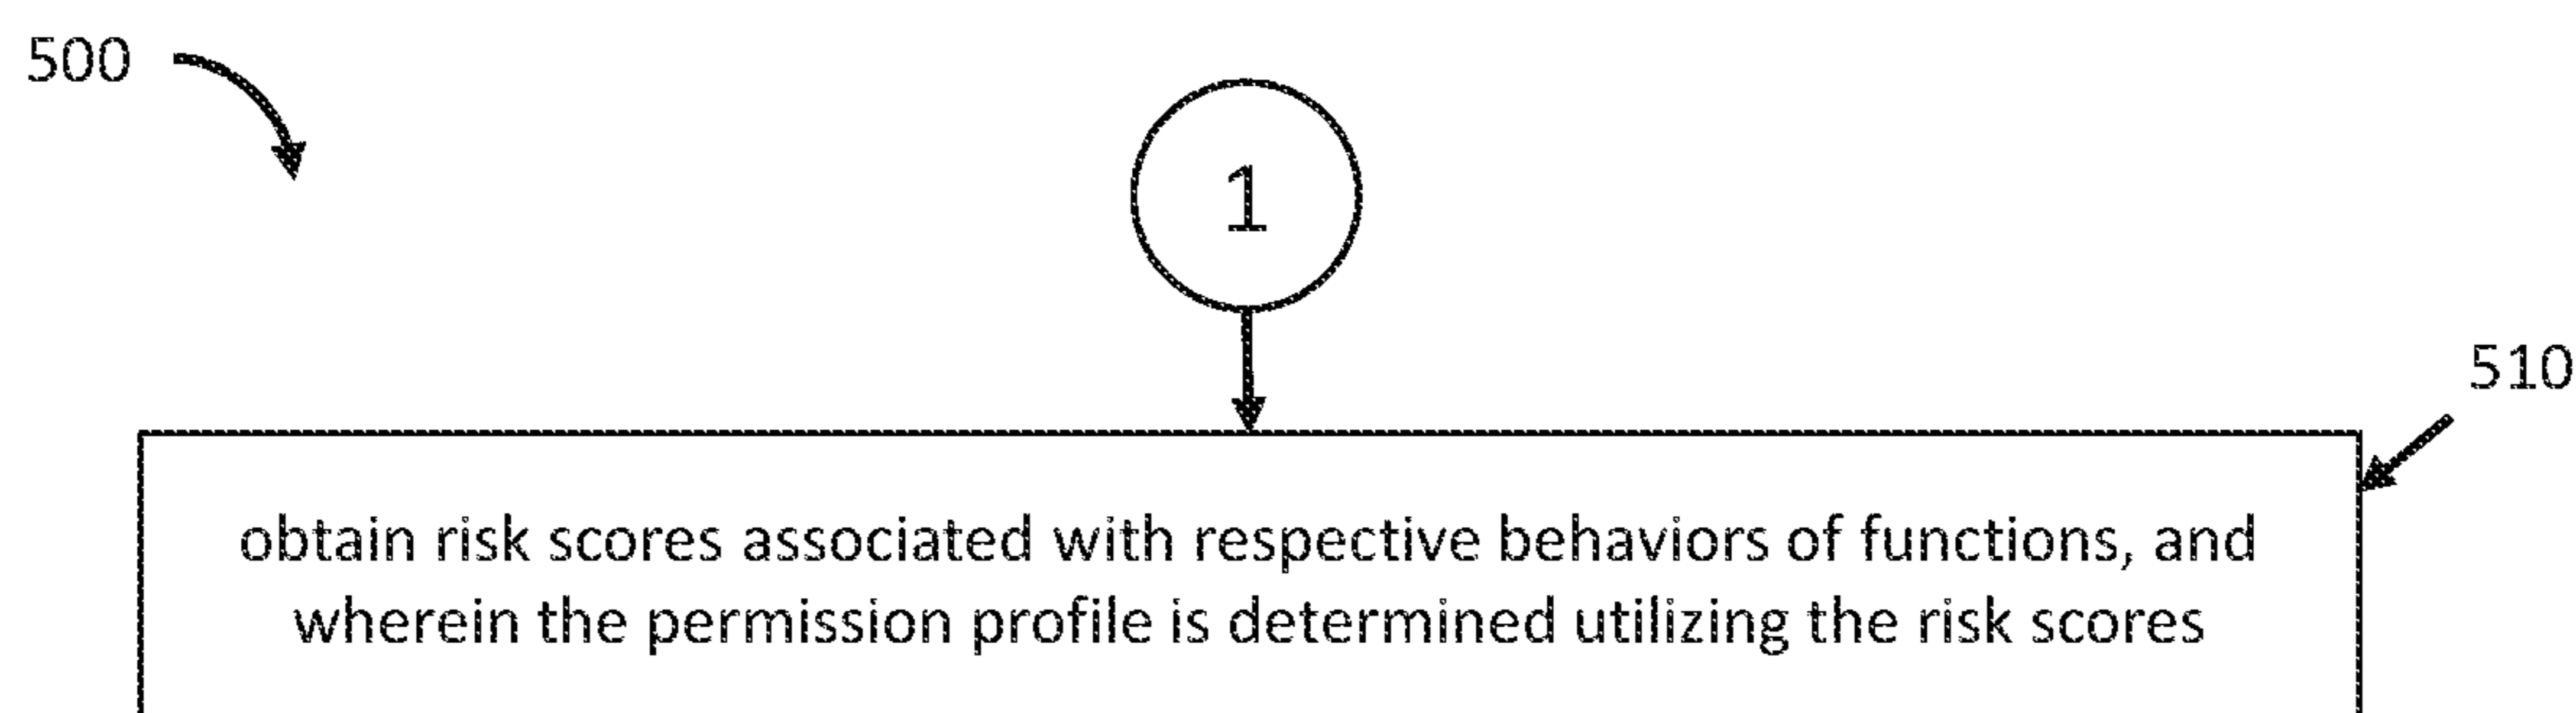 500
1
510
obtain risk scores associated with respective behaviors of functions, and
wherein the permission profile is determined utilizing the risk scores